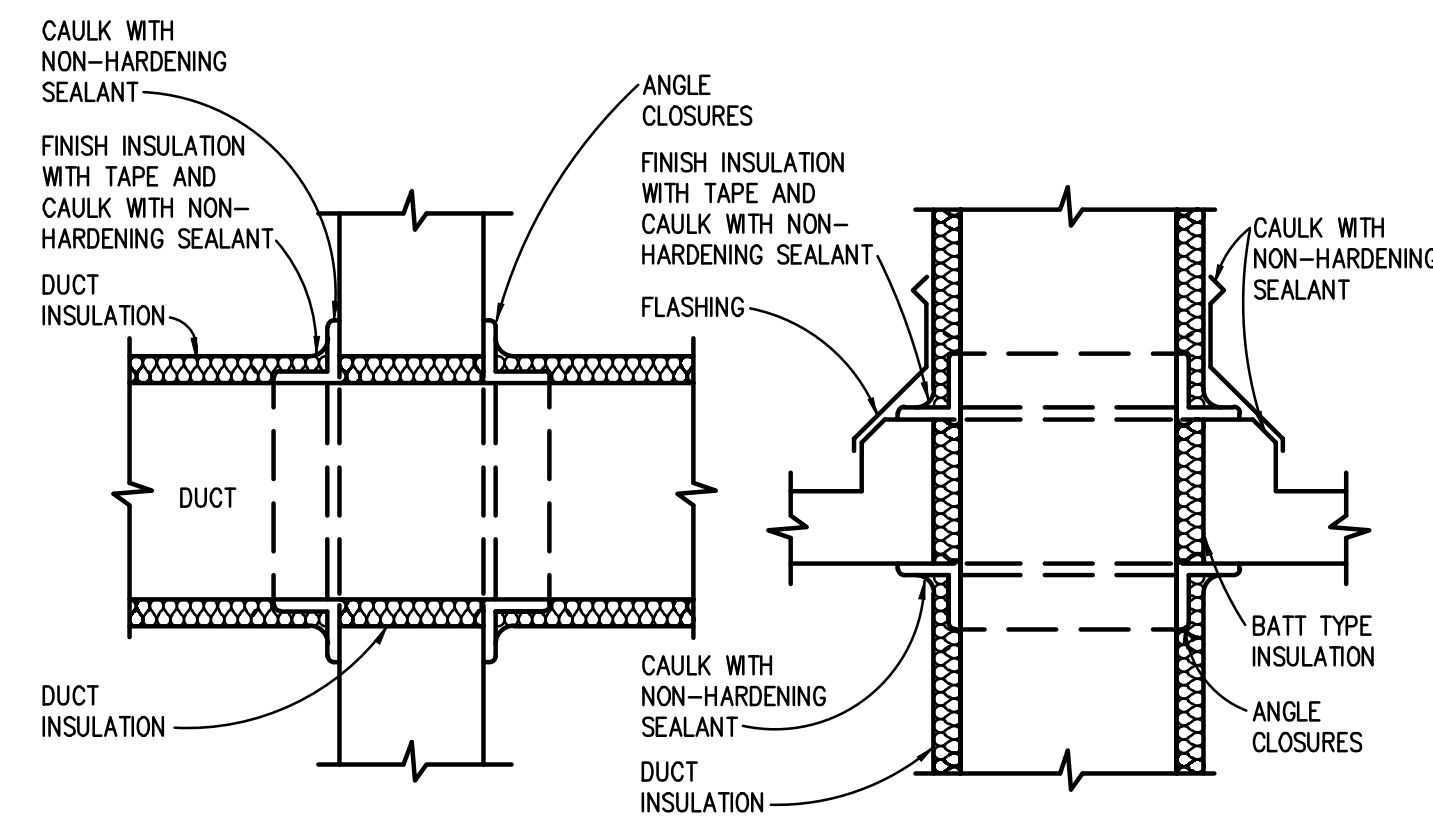 CAULK WITH
NON-HARDENING
SEALANT
FINISH INSULATION
WITH TAPE AND
CAULK WITH NON-
HARDENING SEALANT
DUCT
INSULATION
DUCT
DUCT
INSULATION
ANGLE
CLOSURES
FINISH INSULATION
WITH TAPE AND
CAULK WITH NON-
HARDENING SEALANT
FLASHING
CAULK WITH
NON-HARDENING
SEALANT
DUCT
INSULATION
CAULK WITH
NON-HARDENING
SEALANT
BATT TYPE
INSULATION
ANGLE
CLOSURES